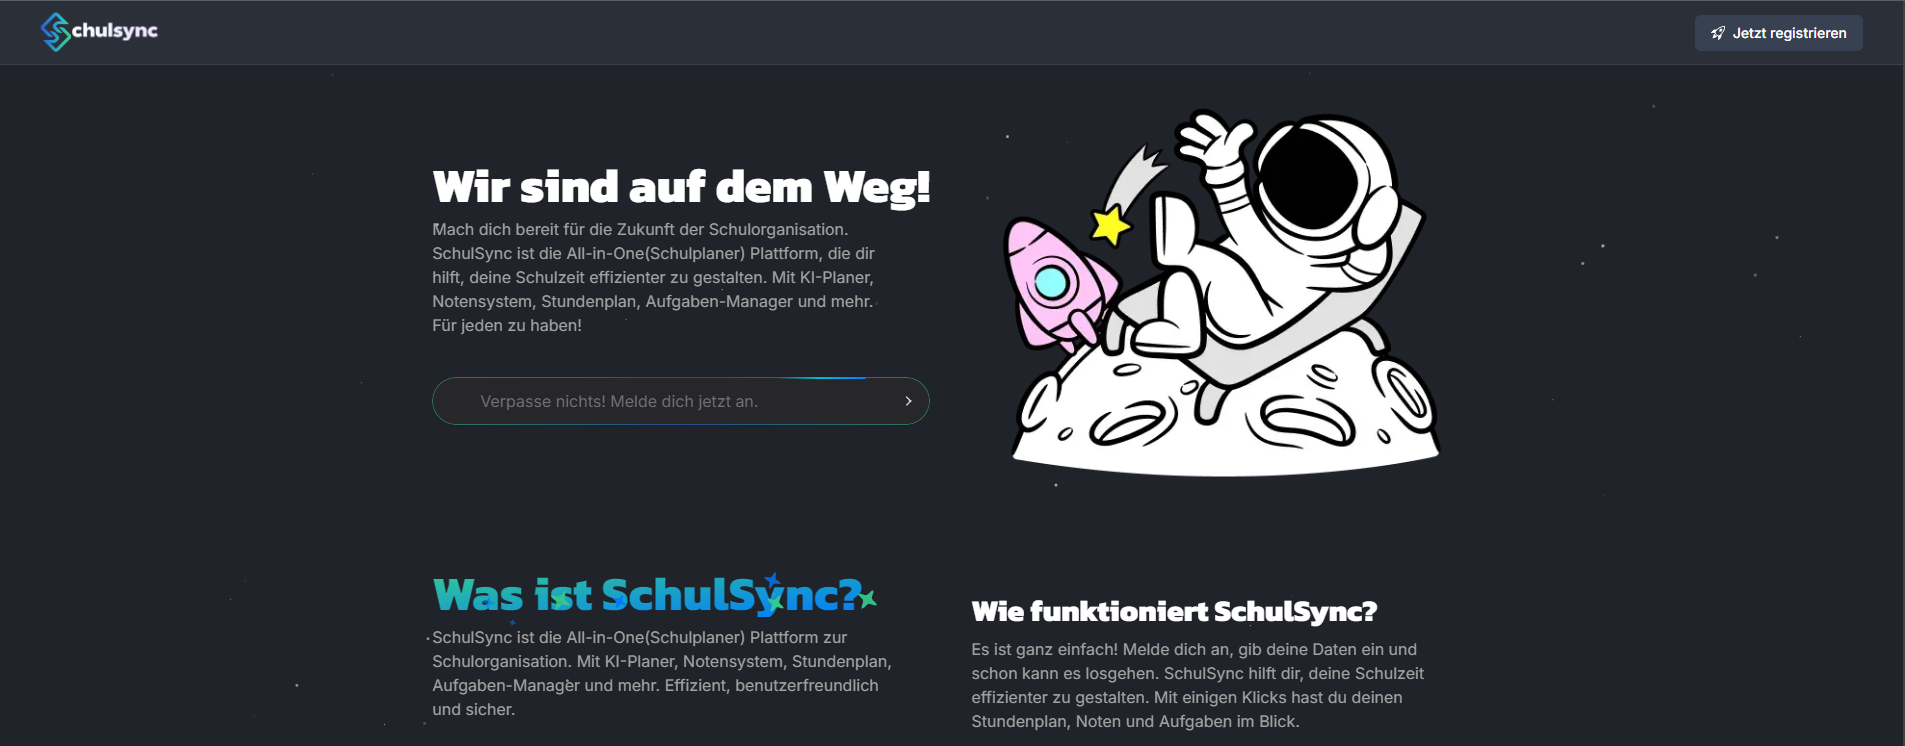 chulsync
Jetzt registrieren
Wir sind auf dem Weg!
Mach dich bereit für die Zukunft der Schulorganisation.
SchulSync ist die All-in-One(Schulplaner) Plattform, die dir
hilft, deine Schulzeit effizienter zu gestalten. Mit KI-Planer,
Notensystem, Stundenplan, Aufgaben-Manager und mehr.
Für jeden zu haben!
Verpasse nichts! Melde dich jetzt an.
Was ist SchulSync?
SchulSync ist die All-in-One(Schulplaner) Plattform zur
Schulorganisation. Mit KI-Planer, Notensystem, Stundenplan,
Aufgaben-Manager und mehr. Effizient, benutzerfreundlich
und sicher.
Wie funktioniert SchulSync?
Es ist ganz einfach! Melde dich an, gib deine Daten ein und
schon kann es losgehen. SchulSync hilft dir, deine Schulzeit
effizienter zu gestalten. Mit einigen Klicks hast du deinen
Stundenplan, Noten und Aufgaben im Blick.